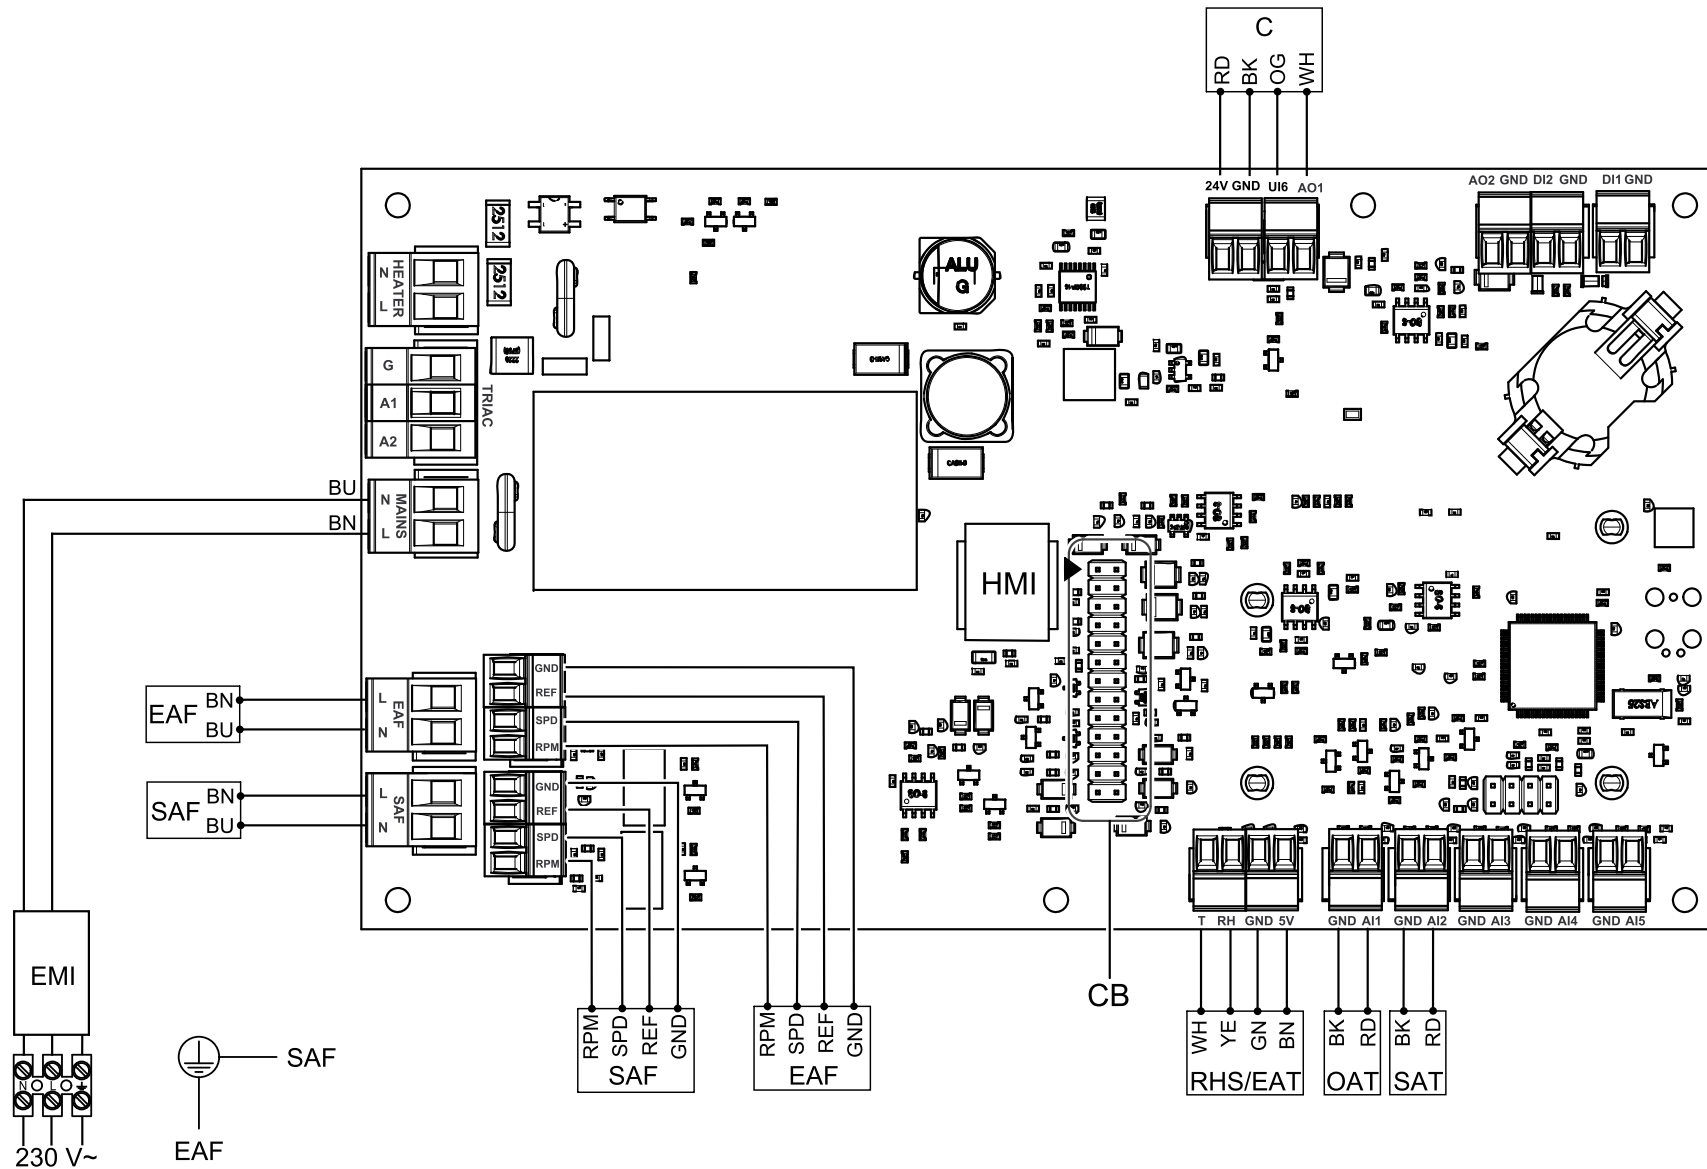 C
RD
BK
OG
WH
24V GND UI6 AO1
AO2 GND DI2 GND DI1 GND
2512
2512
ALU
G
N
L
HEATER
G
A1
A2
TRIAC
BU
N
BN
L
MAINS
HMI
EAF
BN
BU
L
N
EAF
GND
REF
SPD
RPM
SAF
BN
BU
L
N
SAF
GND
REF
SPD
RPM
T RH GND 5V GND AI1 GND AI2 GND AI3 GND AI4 GND AI5
EMI
N L
230 V~
SAF
EAF
RPM
SPD
REF
GND
SAF
RPM
SPD
REF
GND
EAF
CB
WH
YE
GN
BN
RHS/EAT
BK
RD
OAT
BK
RD
SAT